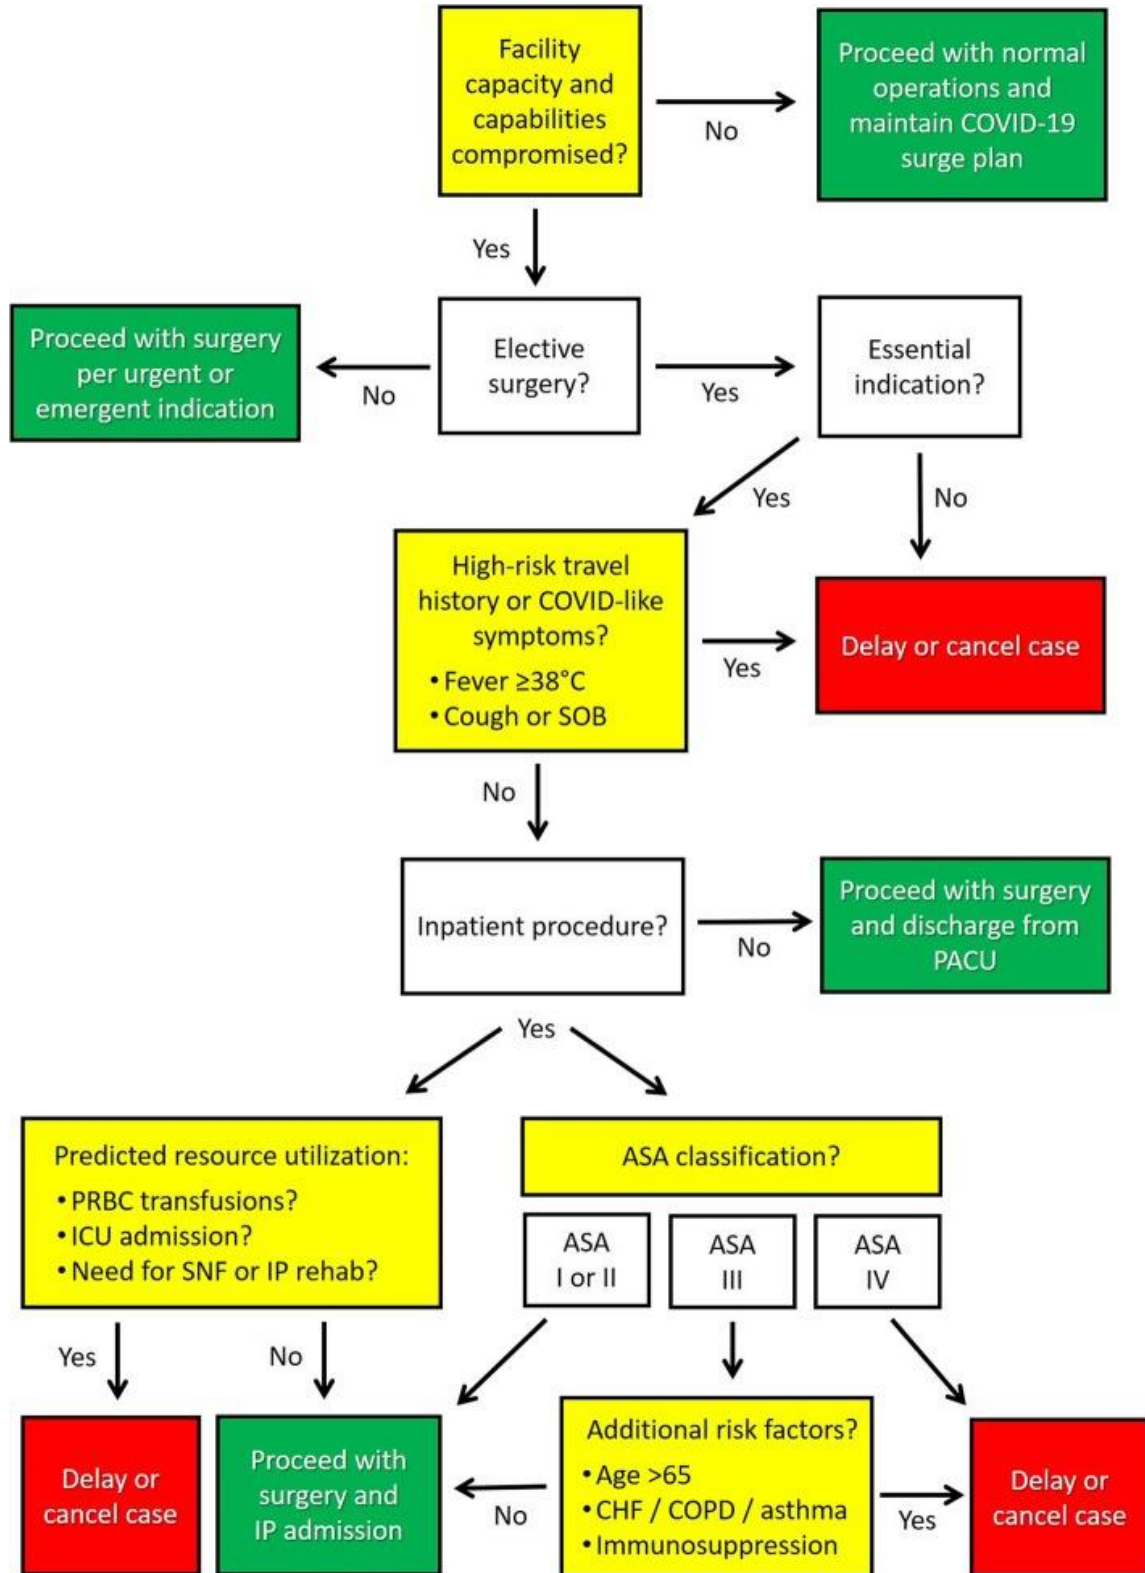 Facility
capacity and
capabilities
compromised?
No
Proceed with normal
operations and
maintain COVID-19
surge plan
Yes
Proceed with surgery
per urgent or
emergent indication
No
Elective
surgery?
Yes
Essential
indication?
Yes
No
High-risk travel
history or COVID-like
symptoms?
• Fever ≥38°C
• Cough or SOB
Yes
Delay or cancel case
No
Inpatient procedure?
No
Proceed with surgery
and discharge from
PACU
Yes
Predicted resource utilization:
• PRBC transfusions?
• ICU admission?
• Need for SNF or IP rehab?
ASA classification?
ASA
I or II
ASA
III
ASA
IV
Yes
No
Delay or
cancel case
Proceed with
surgery and
IP admission
No
Additional risk factors?
• Age >65
• CHF / COPD / asthma
• Immunosuppression
Yes
Delay or
cancel case